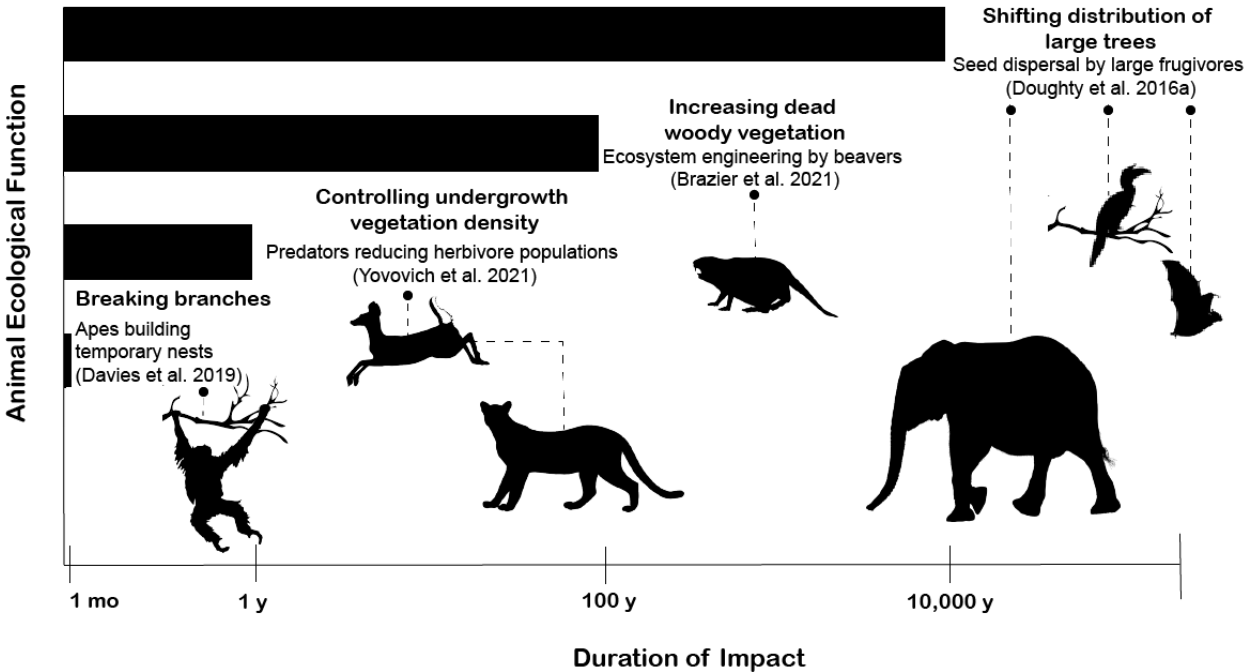 Shifting distribution of
large trees
Seed dispersal by large frugivores
(Doughty et al. 2016a)
Increasing dead
woody vegetation
Ecosystem engineering by beavers
(Brazier et al. 2021)
Controlling undergrowth
vegetation density
Predators reducing herbivore populations
(Yovovich et al. 2021)
Breaking branches
Apes building
temporary nests
(Davies et al. 2019)
Animal Ecological Function
1 mo
1 y
100 y
10,000 y
Duration of Impact